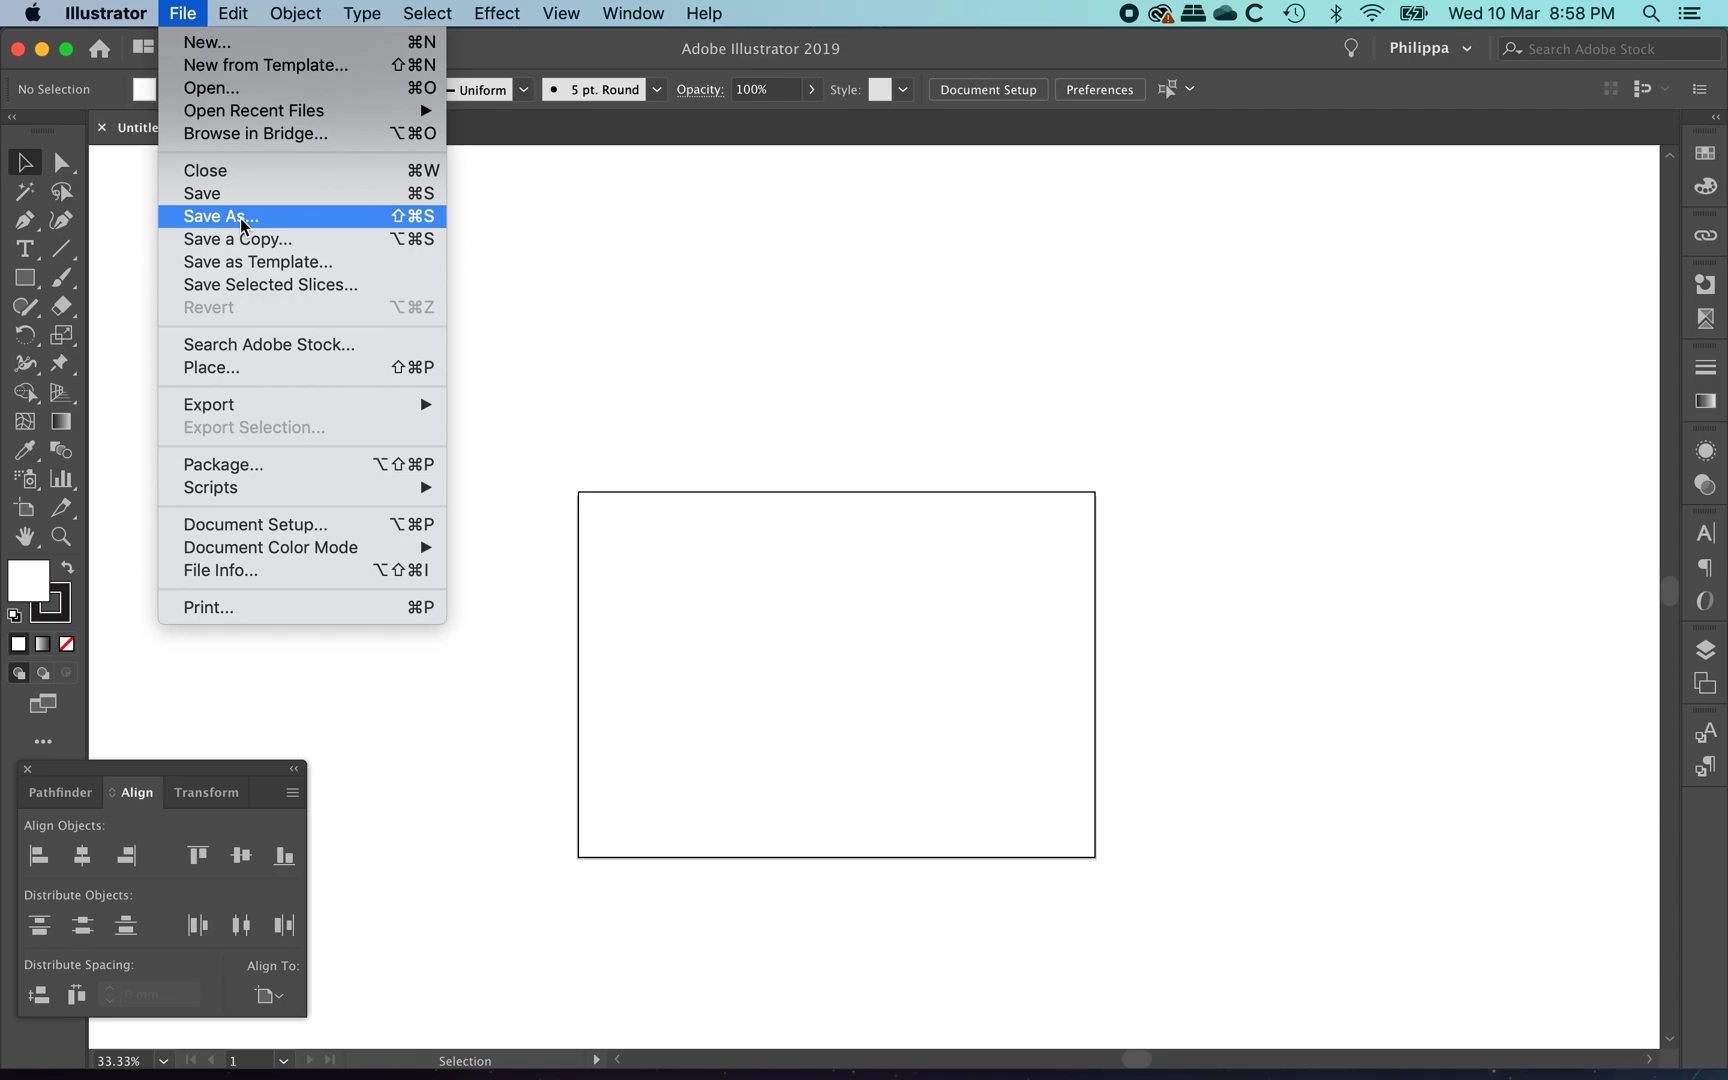 Illustrator File Edit Object Type Select Effect View Window Help Wed 10 Mar 8:58 PM
Adobe Illustrator 2019 Philippa Search Adobe Stock
No Selection Uniform 5 pt. Round Opacity: 100% Style: Document Setup Preferences
× Untitle
New... ⌘N
New from Template... ⇧⌘N
Open... ⌘O
Open Recent Files ▶
Browse in Bridge... ⌥⌘O
Close ⌘W
Save ⌘S
Save As... ⇧⌘S
Save a Copy... ⌥⌘S
Save as Template...
Save Selected Slices...
Revert ⌥⌘Z
Search Adobe Stock...
Place... ⇧⌘P
Export ▶
Export Selection...
Package... ⌥⇧⌘P
Scripts ▶
Document Setup... ⌥⌘P
Document Color Mode ▶
File Info... ⌥⇧⌘I
Print... ⌘P
Pathfinder Align Transform
Align Objects:
Distribute Objects:
Distribute Spacing: Align To:
0 mm
33.33% 1 Selection